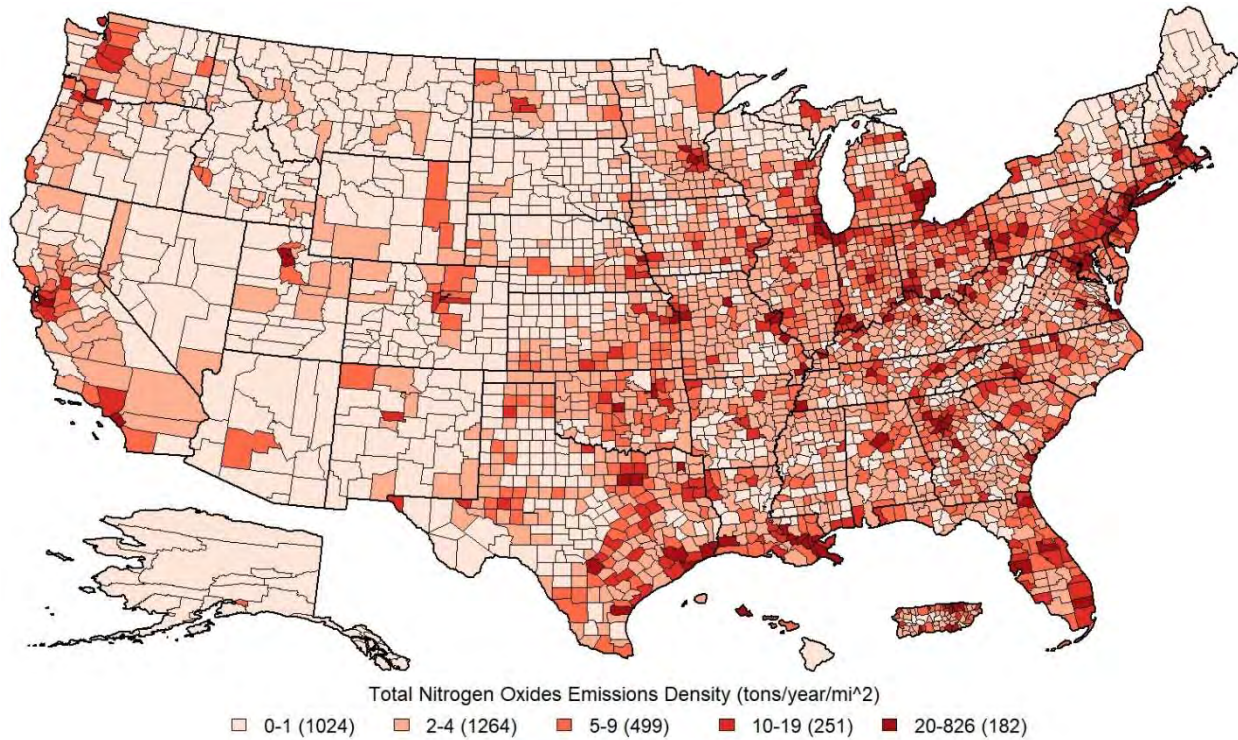 Total Nitrogen Oxides Emissions Density (tons/year/mi^2)
0-1 (1024) 2-4 (1264) 5-9 (499) 10-19 (251) 20-826 (182)